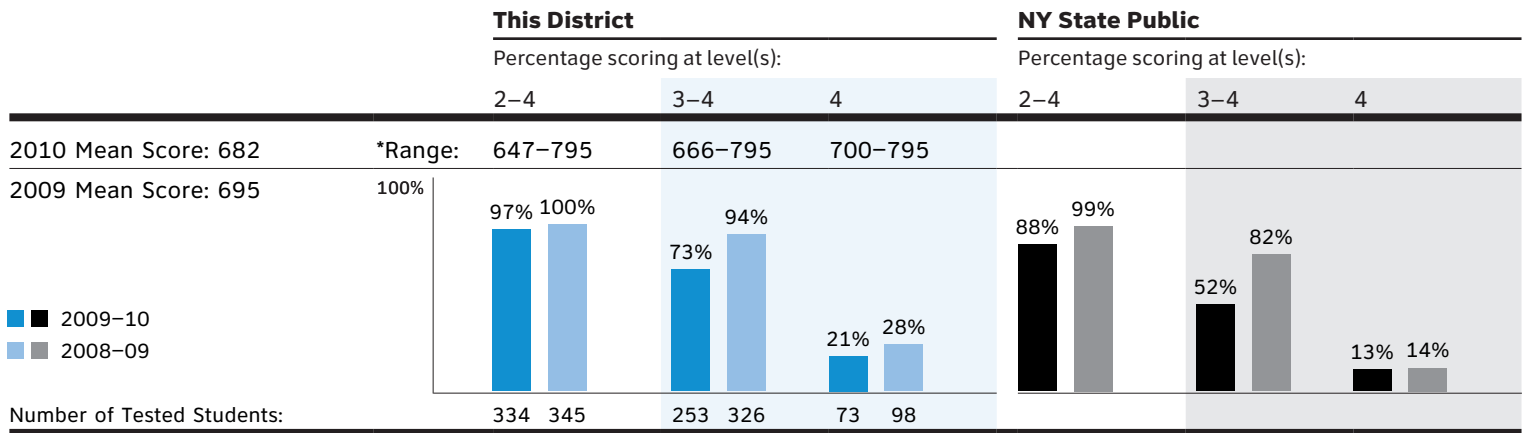 This District NY State Public
Percentage scoring at level(s): Percentage scoring at level(s):
2–4 3–4 4 2–4 3–4 4
2010 Mean Score: 682 *Range: 647–795 666–795 700–795
2009 Mean Score: 695 100%
97% 100% 73% 94% 21% 28% 88% 99% 52% 82% 13% 14%
2009–10
2008–09
Number of Tested Students: 334 345 253 326 73 98